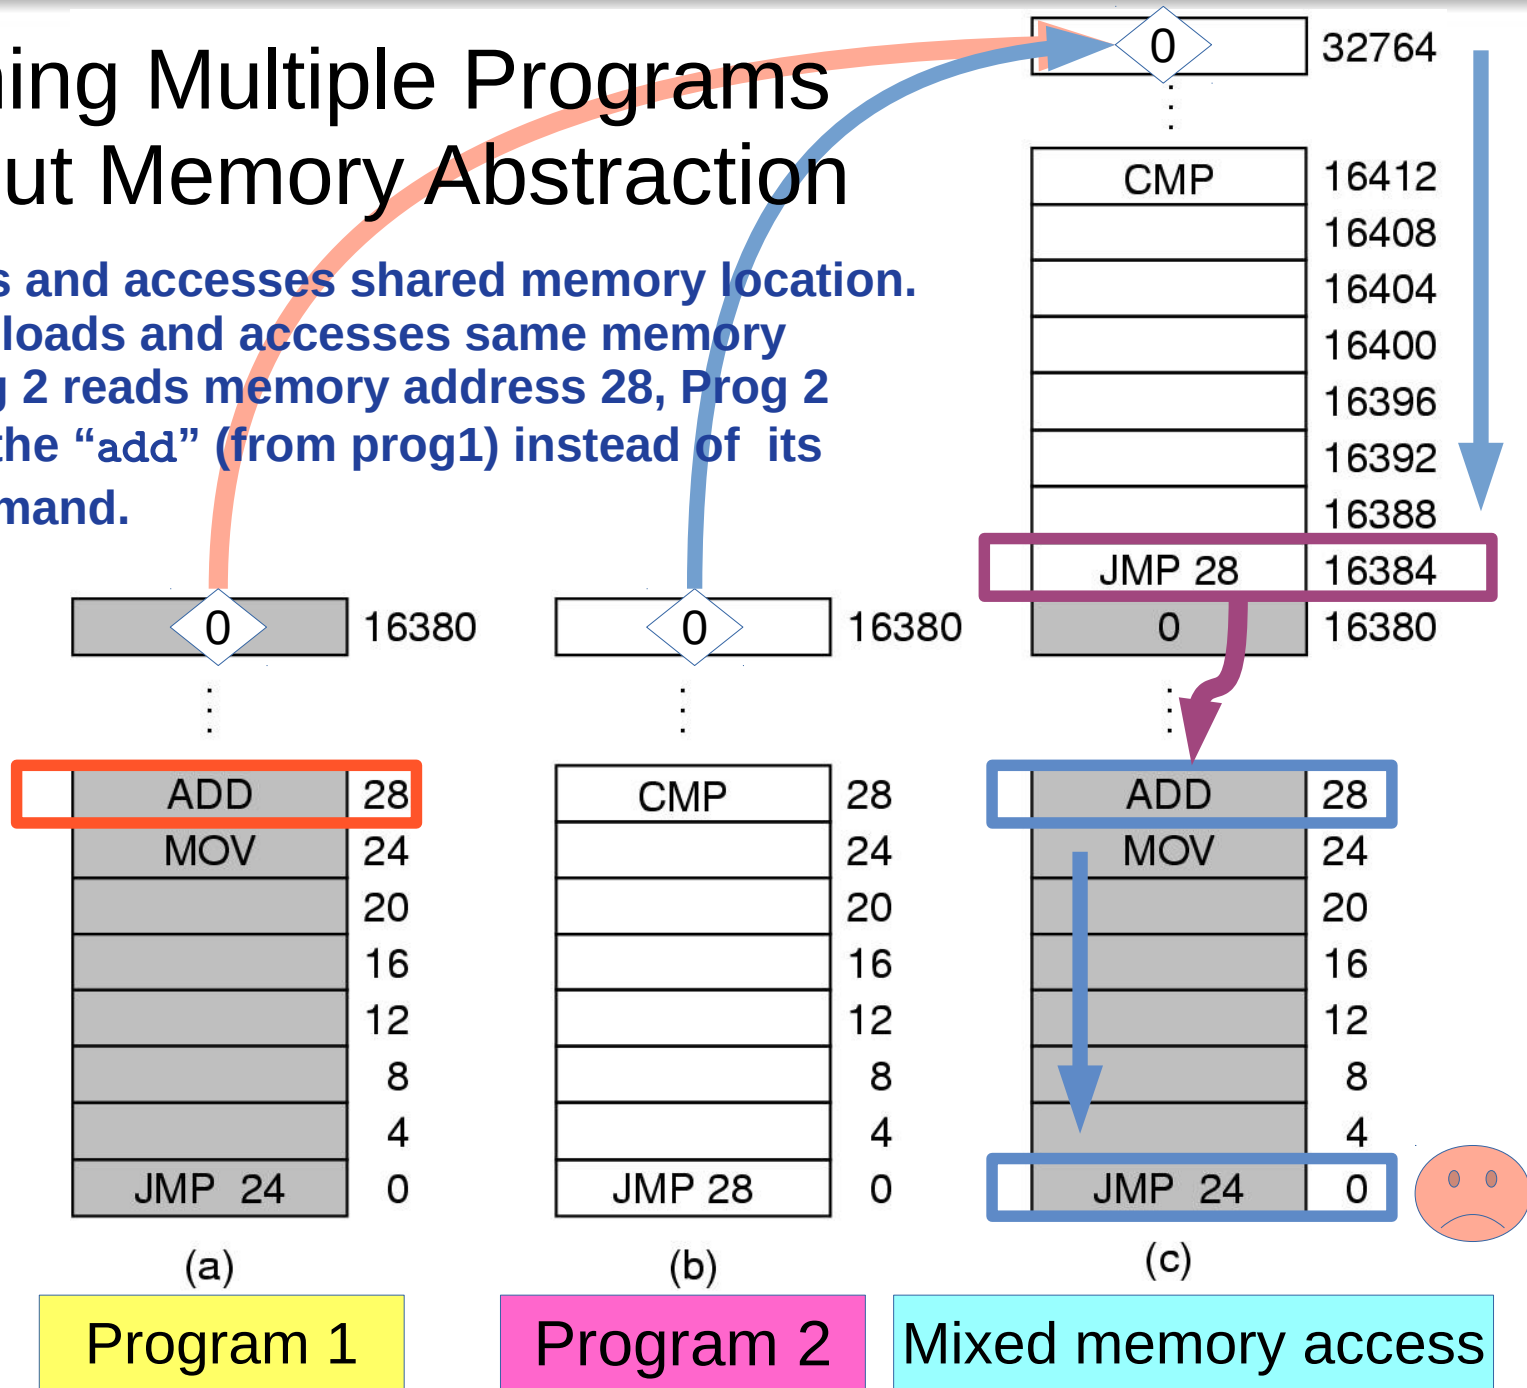 ning Multiple Programs
out Memory Abstraction
s and accesses shared memory location.
loads and accesses same memory
g 2 reads memory address 28, Prog 2
the “add” (from prog1) instead of its
mand.
0 32764
CMP 16412
16408
16404
16400
16396
16392
16388
JMP 28 16384
0 16380
0 16380
0 16380
ADD 28
MOV 24
20
16
12
8
4
JMP 24 0
(a)
Program 1
CMP 28
24
20
16
12
8
4
JMP 28 0
(b)
Program 2
ADD 28
MOV 24
20
16
12
8
4
JMP 24 0
(c)
Mixed memory access